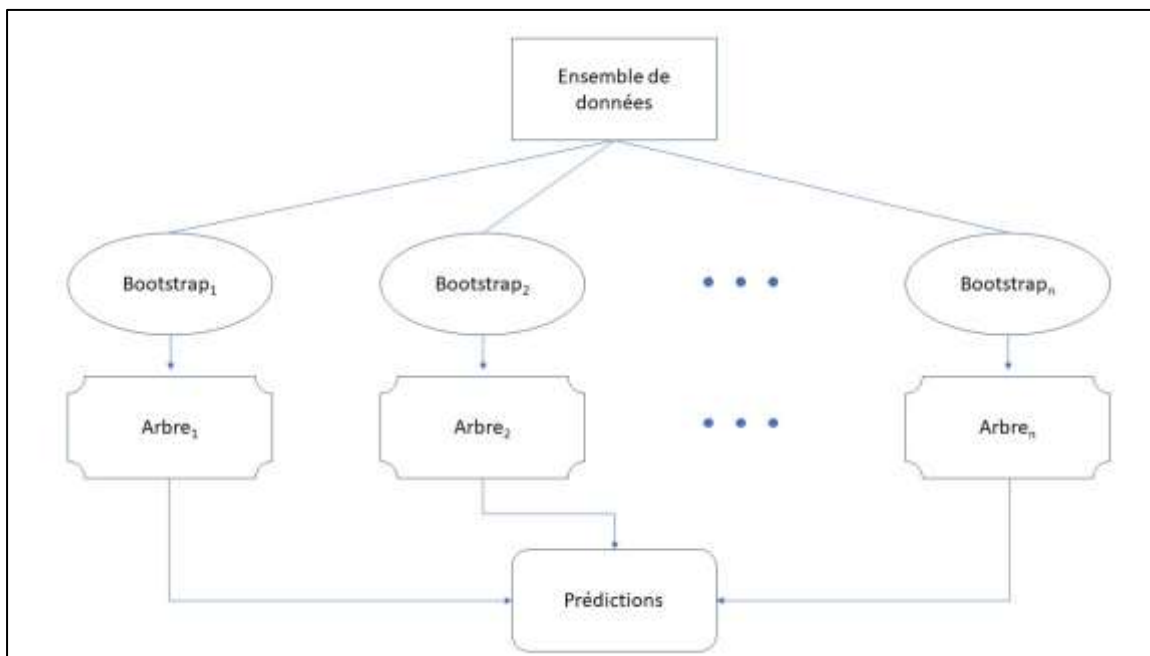 Ensemble de
données
Bootstrap₁
Bootstrap₂
Bootstrapₙ
Arbre₁
Arbre₂
Arbreₙ
Prédictions